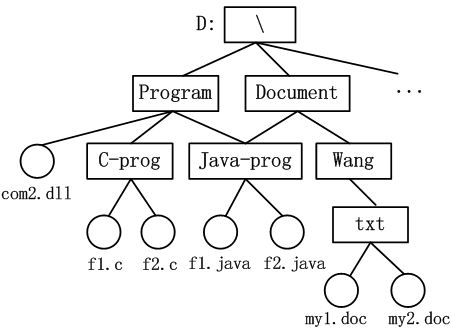 D: \
Program Document ...
C-prog Java-prog Wang
com2.dll
txt
f1.c f2.c f1.java f2.java
my1.doc my2.doc